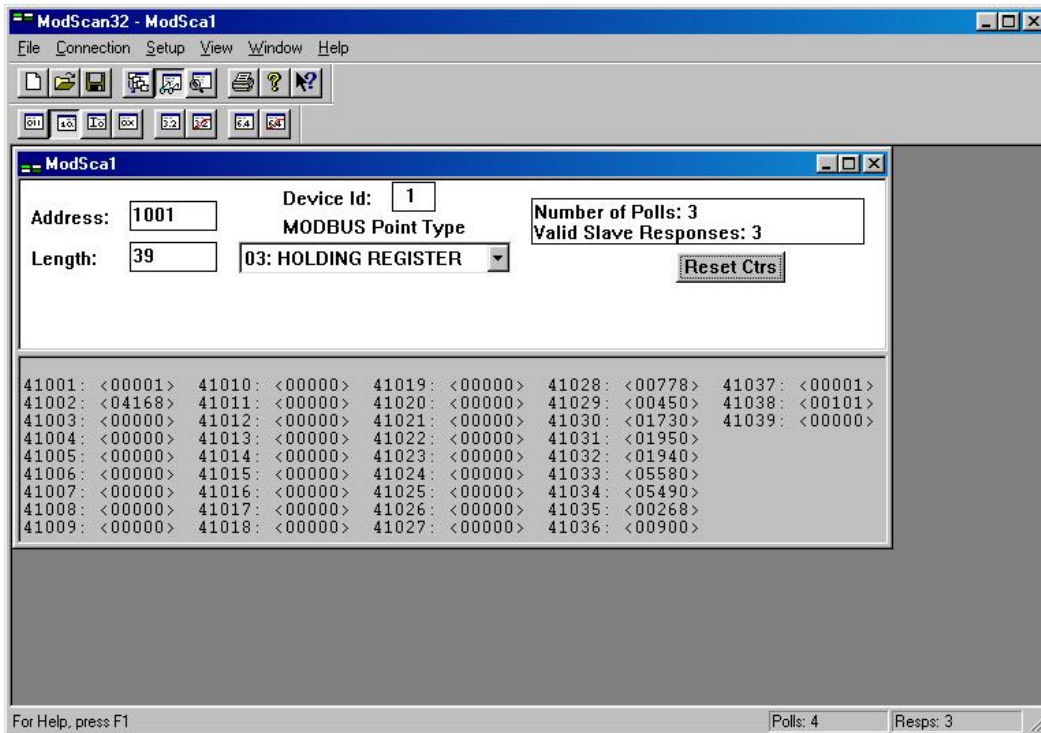 ModScan32 - ModSca1
File Connection Setup View Window Help
ModSca1
Address: 1001
Device Id: 1
MODBUS Point Type
Length: 39
03: HOLDING REGISTER
Number of Polls: 3
Valid Slave Responses: 3
Reset Ctrs
41001: <00001> 41010: <00000> 41019: <00000> 41028: <00778> 41037: <00001>
41002: <04168> 41011: <00000> 41020: <00000> 41029: <00450> 41038: <00101>
41003: <00000> 41012: <00000> 41021: <00000> 41030: <01730> 41039: <00000>
41004: <00000> 41013: <00000> 41022: <00000> 41031: <01950>
41005: <00000> 41014: <00000> 41023: <00000> 41032: <01940>
41006: <00000> 41015: <00000> 41024: <00000> 41033: <05580>
41007: <00000> 41016: <00000> 41025: <00000> 41034: <05490>
41008: <00000> 41017: <00000> 41026: <00000> 41035: <00268>
41009: <00000> 41018: <00000> 41027: <00000> 41036: <00900>
For Help, press F1
Polls: 4
Resps: 3